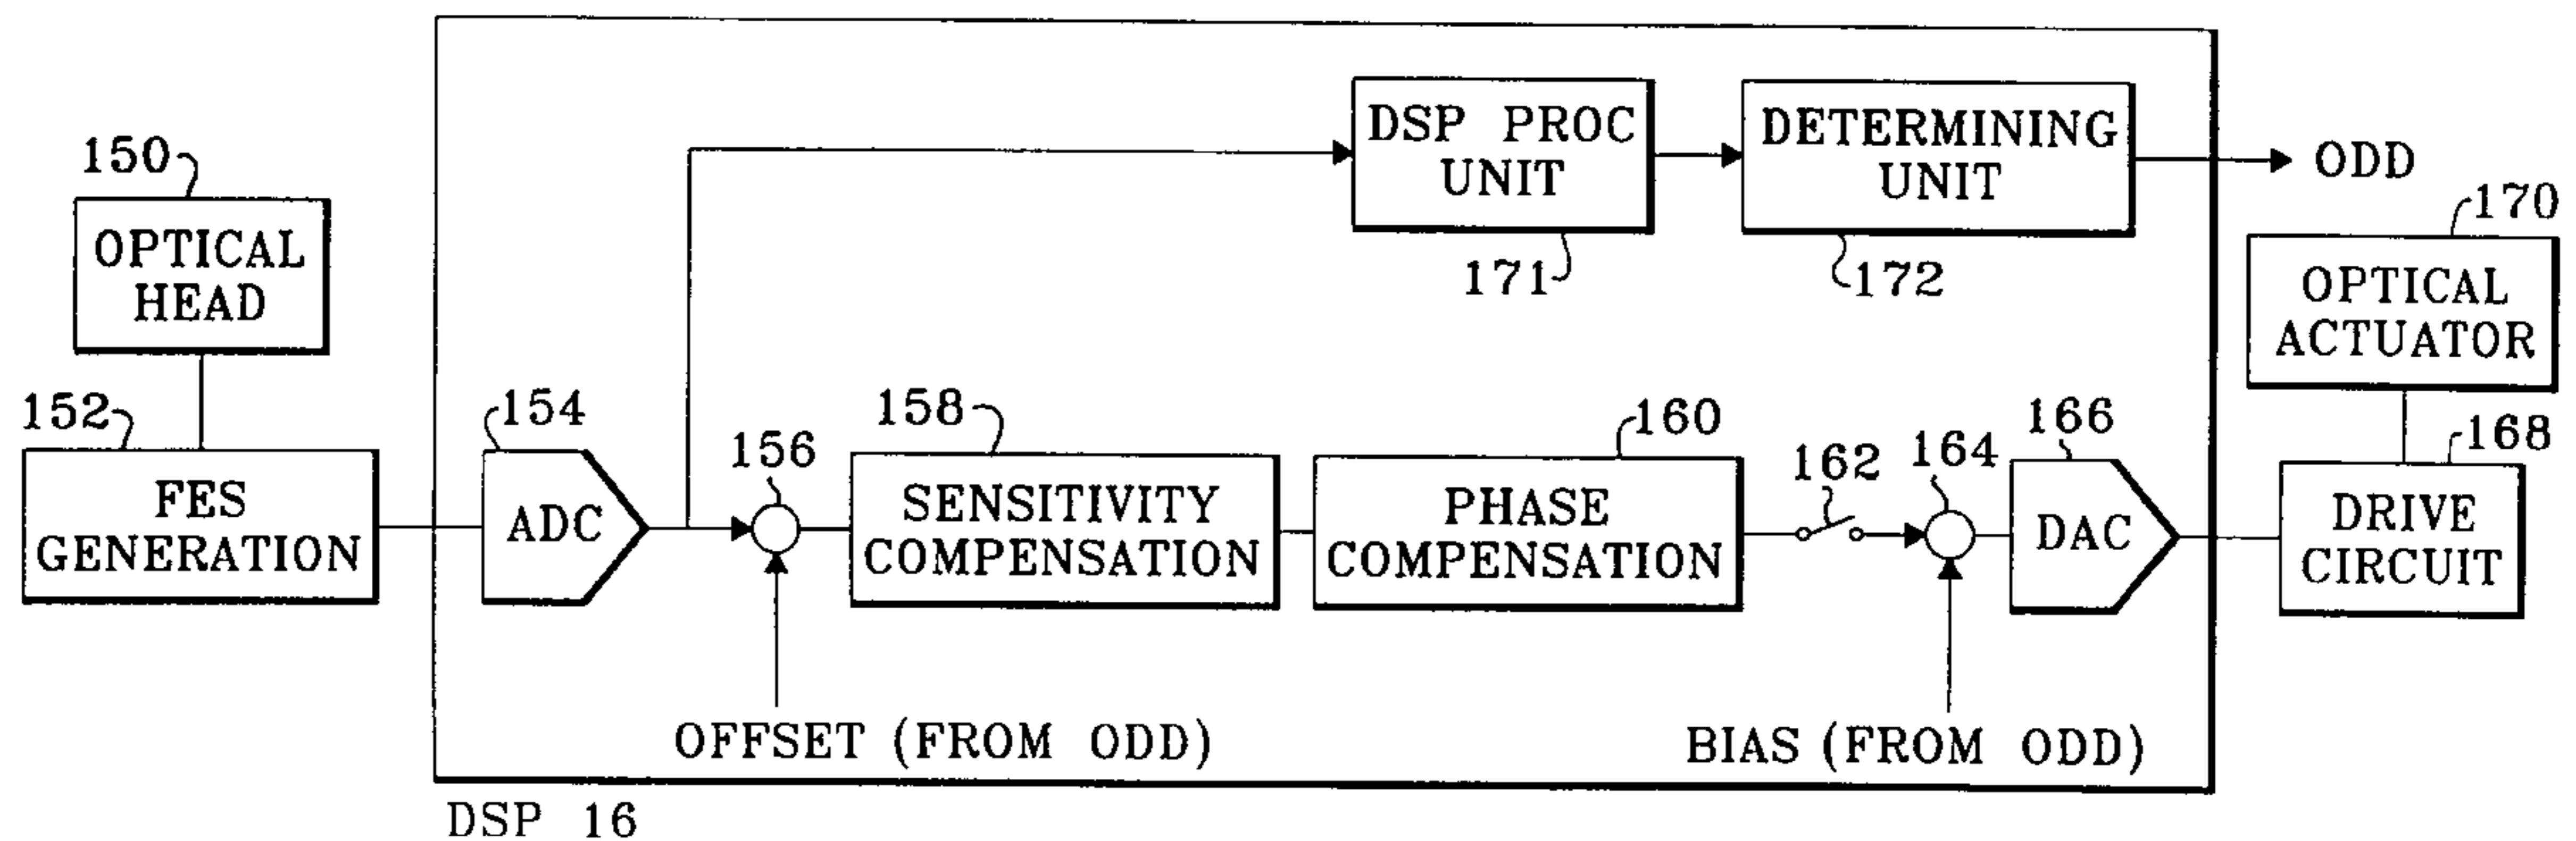 150
OPTICAL
HEAD
152
FES
GENERATION
154
ADC
156
OFFSET (FROM ODD)
158
SENSITIVITY
COMPENSATION
160
PHASE
COMPENSATION
162
164
BIAS (FROM ODD)
166
DAC
DSP PROC
UNIT
171
DETERMINING
UNIT
172
ODD
170
OPTICAL
ACTUATOR
168
DRIVE
CIRCUIT
DSP 16